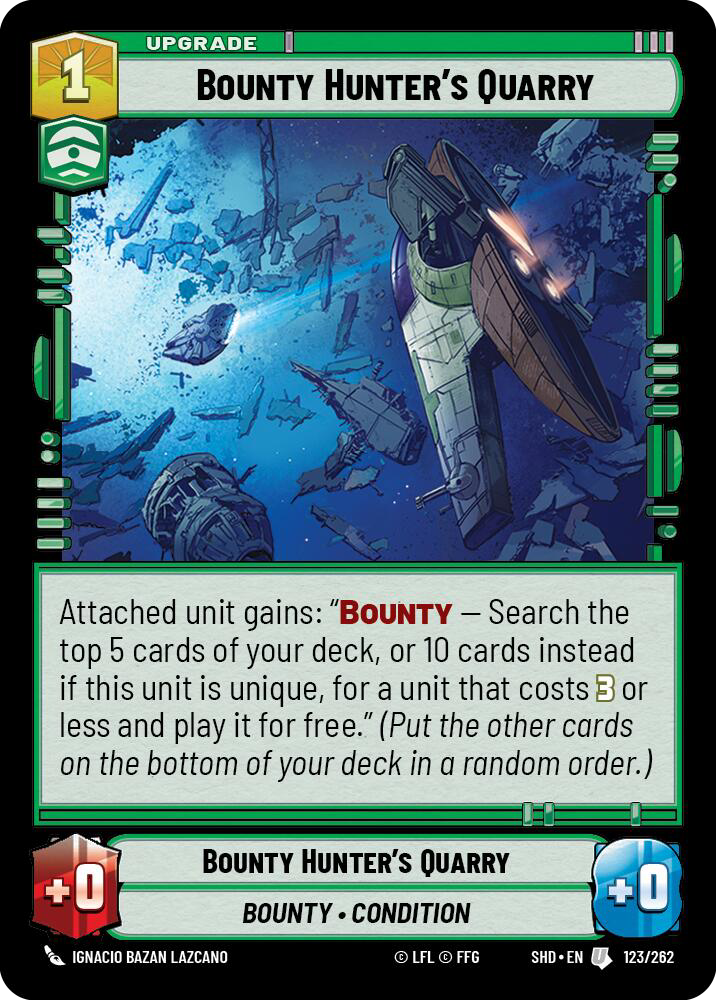 UPGRADE
1
Bounty Hunter's Quarry
Attached unit gains: “Bounty — Search the
top 5 cards of your deck, or 10 cards instead
if this unit is unique, for a unit that costs 3 or
less and play it for free.” (Put the other cards
on the bottom of your deck in a random order.)
+0
Bounty Hunter's Quarry
+0
BOUNTY • CONDITION
IGNACIO BAZAN LAZCANO
© LFL © FFG
SHD • EN
U
123/262